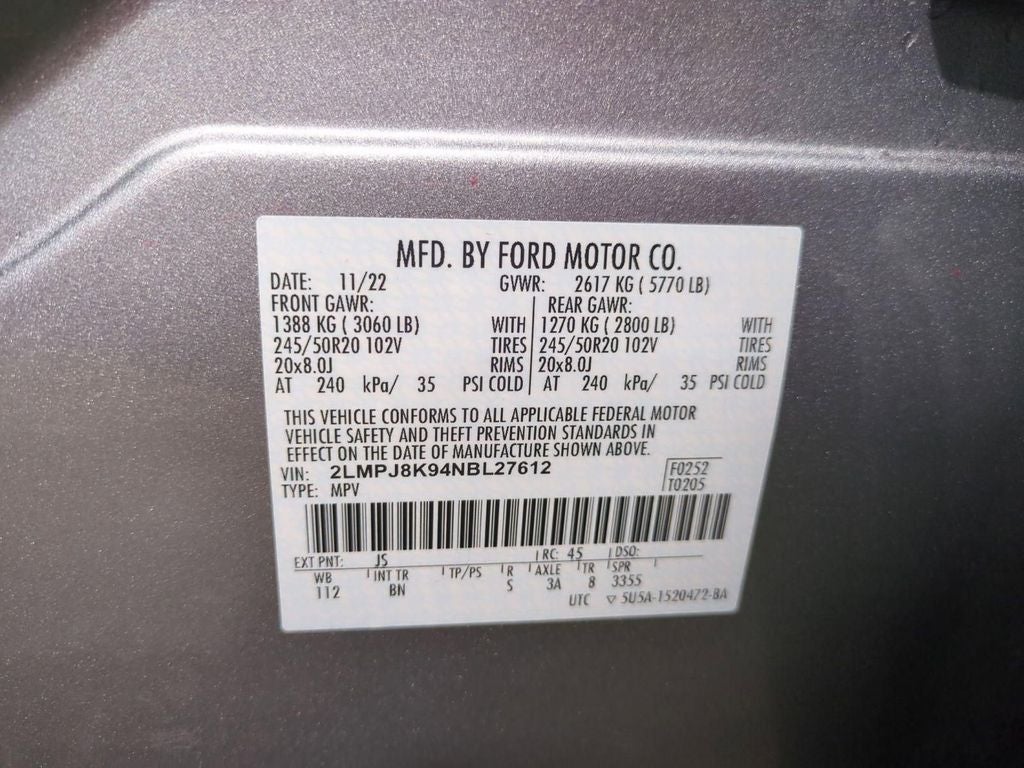 MFD. BY FORD MOTOR CO.
DATE: 11/22 GVWR: 2617 KG ( 5770 LB)
FRONT GAWR: REAR GAWR:
1388 KG ( 3060 LB) WITH 1270 KG ( 2800 LB) WITH
245/50R20 102V TIRES 245/50R20 102V TIRES
20x8.0J RIMS 20x8.0J RIMS
AT 240 kPa/ 35 PSI COLD AT 240 kPa/ 35 PSI COLD
THIS VEHICLE CONFORMS TO ALL APPLICABLE FEDERAL MOTOR
VEHICLE SAFETY AND THEFT PREVENTION STANDARDS IN
EFFECT ON THE DATE OF MANUFACTURE SHOWN ABOVE.
VIN: 2LMPJ8K94NBL27612 F0252
TYPE: MPV T0205
EXT PNT: JS RC: 45 DSO:
WB INT TR TP/PS R AXLE TR SPR
112 BN S 3A 8 3355
UTC ▽ 5U5A-1520472-BA